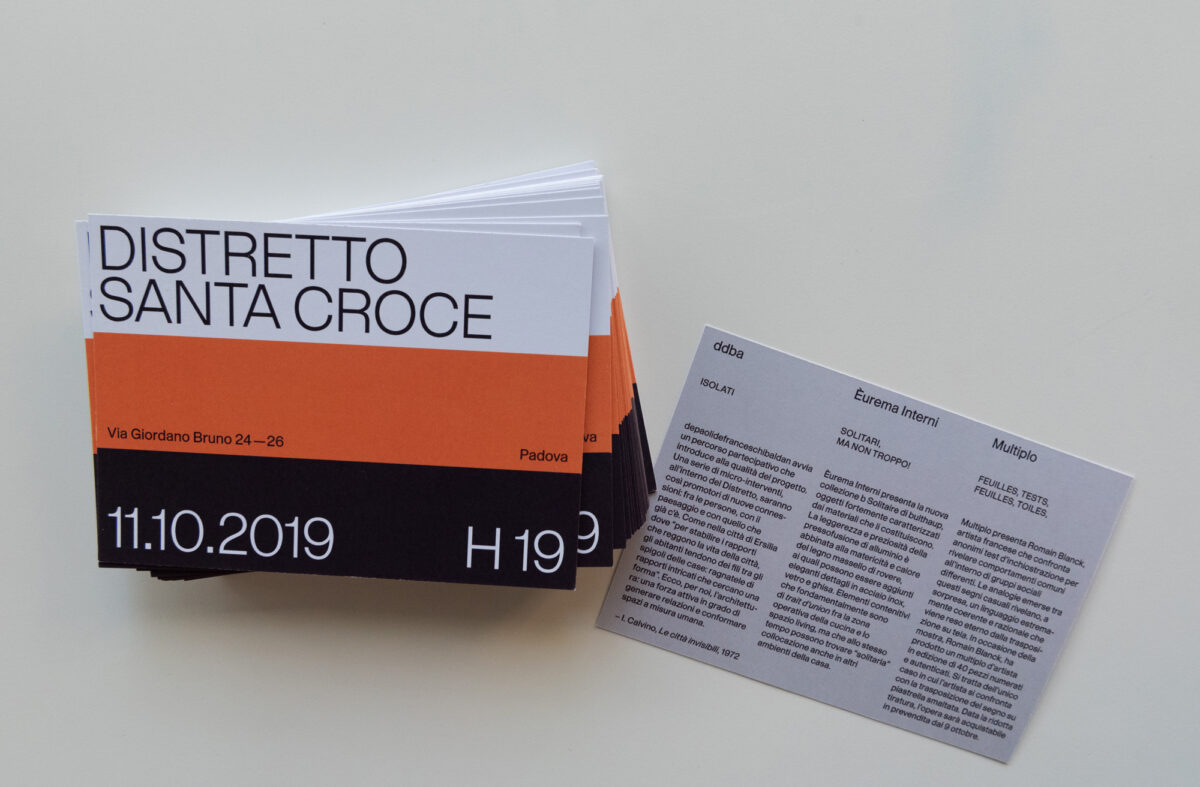 DISTRETTO
SANTA CROCE
Via Giordano Bruno 24—26
Padova
11.10.2019
H 19
va
9
ddba
ISOLATI
depaolidefranceschibaldan avvia
un percorso partecipativo che
introduce alla qualità del progetto.
Una serie di micro-interventi,
all'interno del Distretto, saranno
così promotori di nuove connes-
sioni: fra le persone, con il
paesaggio e con quello che
già c'è. Come nella città di Ersilia
dove "per stabilire i rapporti
che reggono la vita della città,
gli abitanti tendono dei fili tra gli
spigoli delle case: ragnatele di
rapporti intricati che cercano una
forma". Ecco, per noi, l'architettu-
ra: una forza attiva in grado di
generare relazioni e conformare
spazi a misura umana.
– I. Calvino, Le città invisibili, 1972
Èurema Interni
SOLITARI,
MA NON TROPPO!
Èurema Interni presenta la nuova
collezione b Solitaire di bulthaup,
oggetti fortemente caratterizzati
dai materiali che li costituiscono.
La leggerezza e preziosità della
pressofusione di alluminio è
abbinata alla matericità e calore
del legno massello di rovere,
ai quali possono essere aggiunti
eleganti dettagli in acciaio inox,
vetro e ghisa. Elementi contenitivi
che fondamentalmente sono
di trait d'union fra la zona
operativa della cucina e lo
spazio living, ma che allo stesso
tempo possono trovare "solitaria"
collocazione anche in altri
ambienti della casa.
Multiplo
FEUILLES, TESTS,
FEUILLES, TOILES,
Multiplo presenta Romain Blanck,
artista francese che confronta
anonimi test d'inchiostrazione per
rivelare comportamenti comuni
all'interno di gruppi sociali
differenti. Le analogie emerse tra
questi segni casuali rivelano, a
sorprese, un linguaggio estrema-
mente coerente e razionale che
viene reso eterno dalla trasposi-
zione su tela. In occasione della
mostra, Romain Blanck, ha
prodotto un multiplo d'artista
in edizione di 40 pezzi numerati
e autenticati. Si tratta dell'unico
caso in cui l'artista si confronta
con la trasposizione del segno su
piastrella smaltata. Data la ridotta
tiratura, l'opera sarà acquistabile
in prevendita dal 9 ottobre.